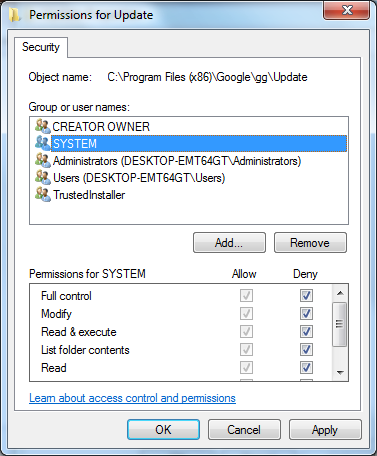 Permissions for Update
Security
Object name: C:\Program Files (x86)\Google\gg\Update
Group or user names:
CREATOR OWNER
SYSTEM
Administrators (DESKTOP-EMT64GT\Administrators)
Users (DESKTOP-EMT64GT\Users)
TrustedInstaller
Add... Remove
Permissions for SYSTEM Allow Deny
Full control
Modify
Read & execute
List folder contents
Read
Learn about access control and permissions
OK Cancel Apply